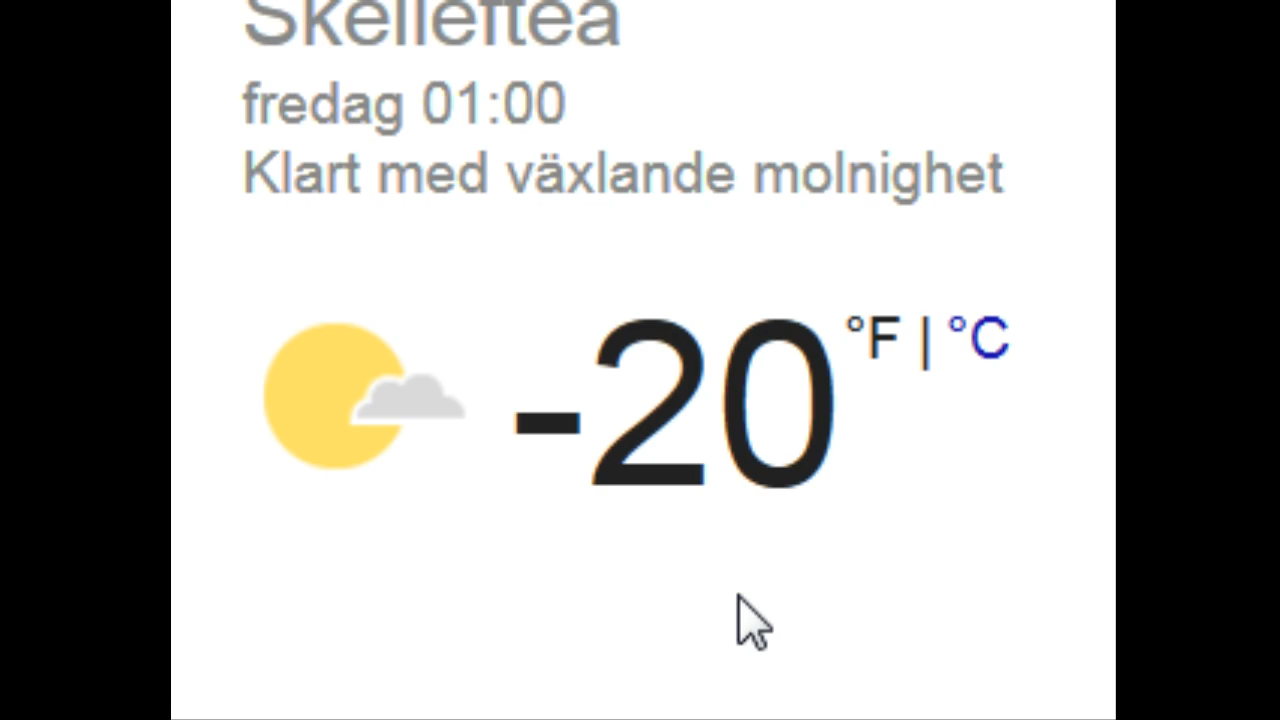 Skellefteå
fredag 01:00
Klart med växlande molnighet
-20 °F | °C